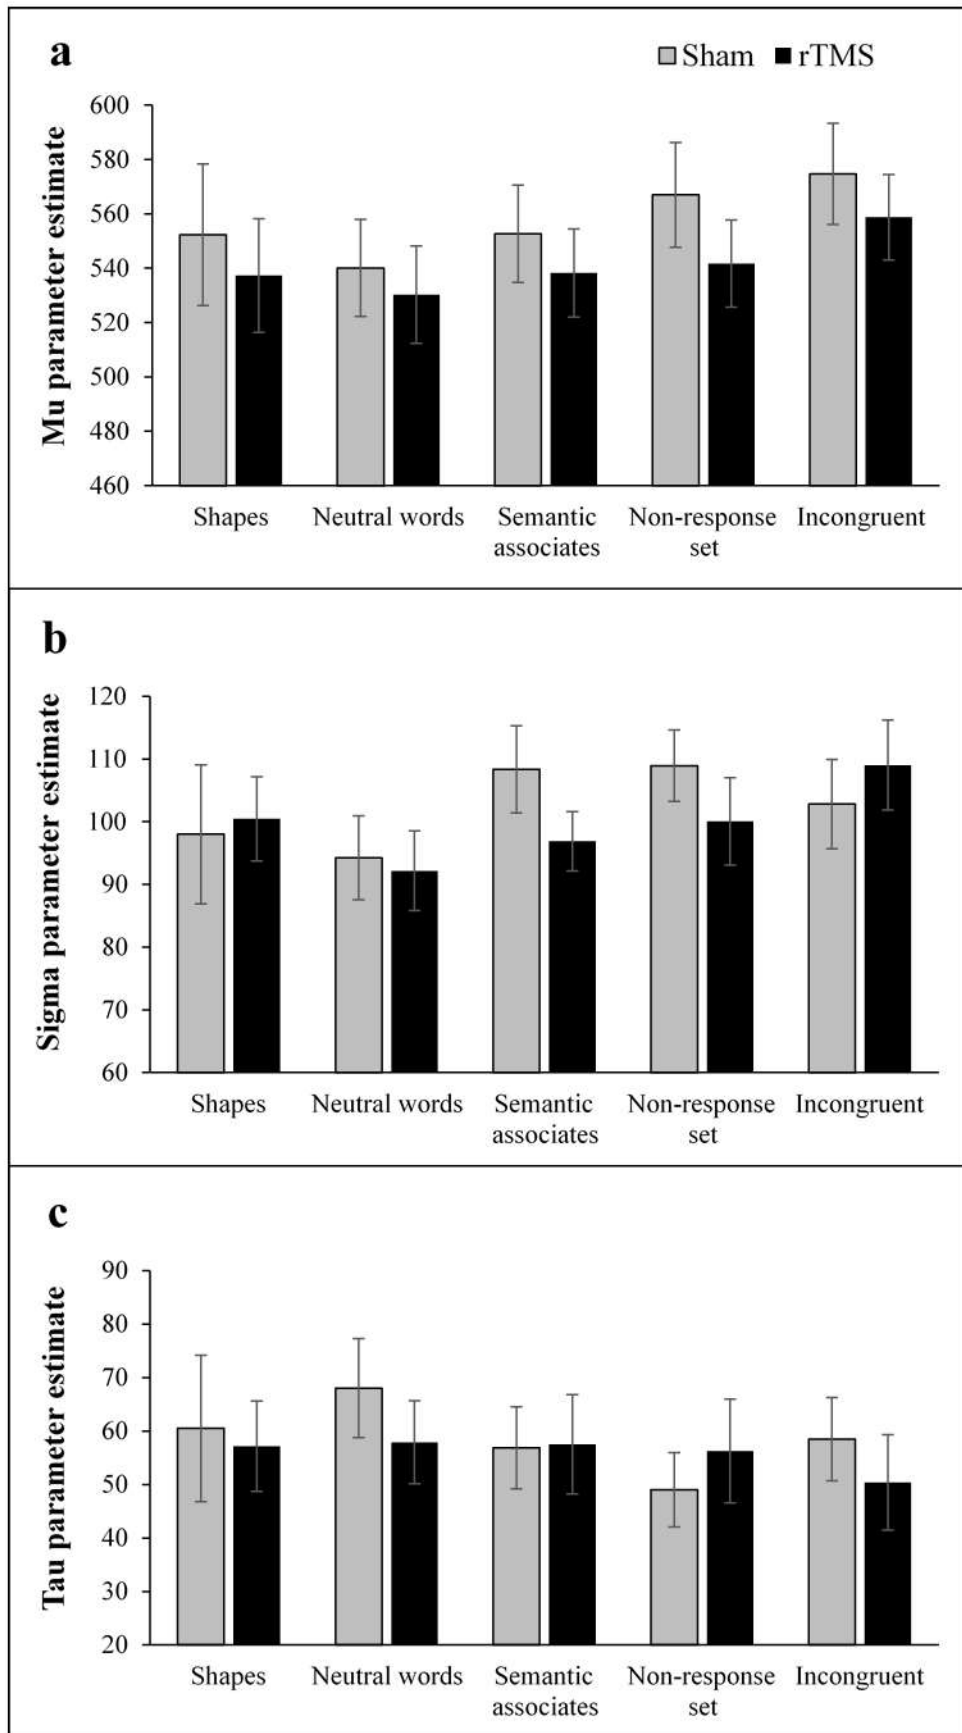 a
Sham rTMS
Mu parameter estimate
600
580
560
540
520
500
480
460
Shapes Neutral words Semantic associates Non-response set Incongruent
b
Sigma parameter estimate
120
110
100
90
80
70
60
Shapes Neutral words Semantic associates Non-response set Incongruent
c
Tau parameter estimate
90
80
70
60
50
40
30
20
Shapes Neutral words Semantic associates Non-response set Incongruent